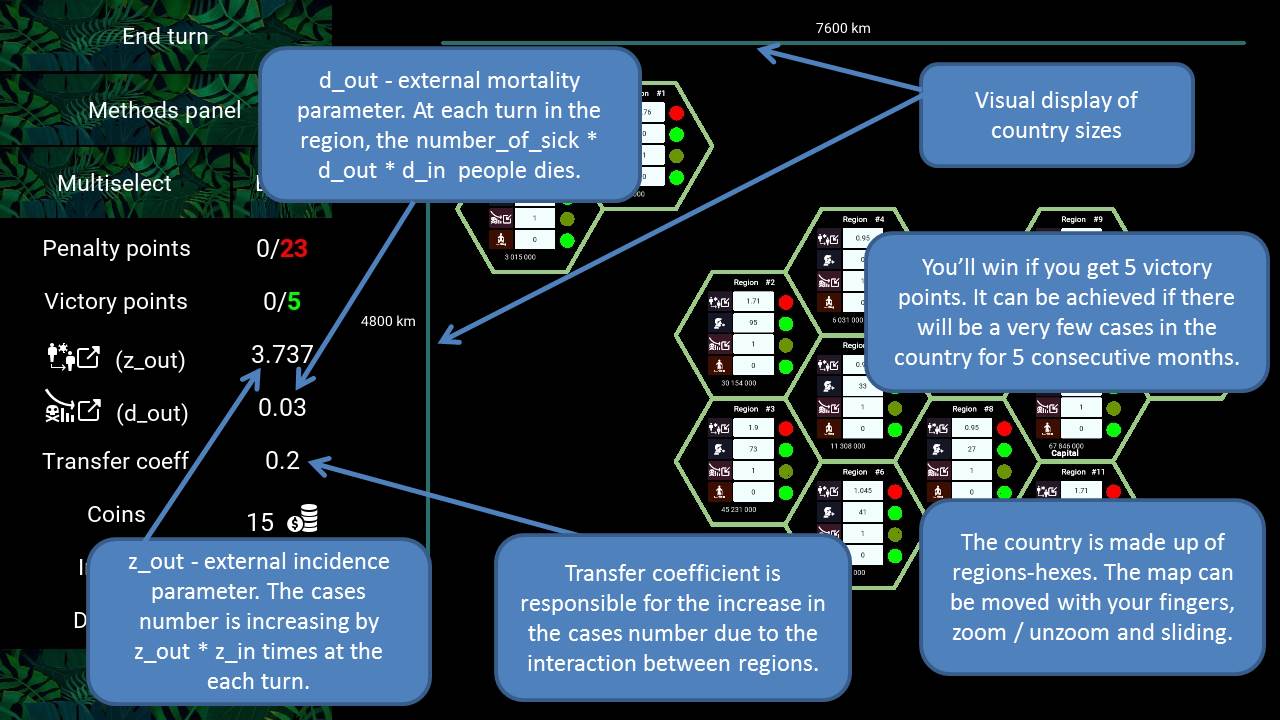 End turn
Methods panel
Multiselect
Penalty points 0/23
Victory points 0/5
(z_out) 3.737
(d_out) 0.03
Transfer coeff 0.2
Coins 15
7600 km
4800 km
d_out - external mortality
parameter. At each turn in the
region, the number_of_sick *
d_out * d_in people dies.
Visual display of
country sizes
You’ll win if you get 5 victory
points. It can be achieved if there
will be a very few cases in the
country for 5 consecutive months.
z_out - external incidence
parameter. The cases
number is increasing by
z_out * z_in times at the
each turn.
Transfer coefficient is
responsible for the increase in
the cases number due to the
interaction between regions.
The country is made up of
regions-hexes. The map can
be moved with your fingers,
zoom / unzoom and sliding.
#1
1
0
3 015 000
Region #4
0.95
6 031 000
Region #9
Region #2
1.71
95
1
0
30 154 000
33
1
0
11 308 000
Region #3
1.9
73
1
0
45 231 000
Region #8
0.95
27
1
0
1
0
67 846 000
Capital
Region #6
1.045
41
1
0
Region #11
1.71